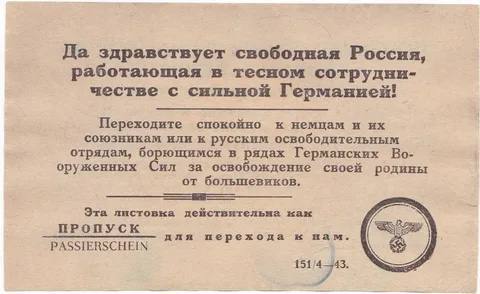 Да здравствует свободная Россия,
работающая в тесном сотрудни-
честве с сильной Германией!
Переходите спокойно к немцам и их
союзникам или к русским освободительным
отрядам, борющимся в рядах Германских Во-
оруженных Сил за освобождение своей родины
от большевиков.
Эта листовка действительна как
ПРОПУСК
PASSIERSCHEIN
для перехода к нам.
151/4—43.